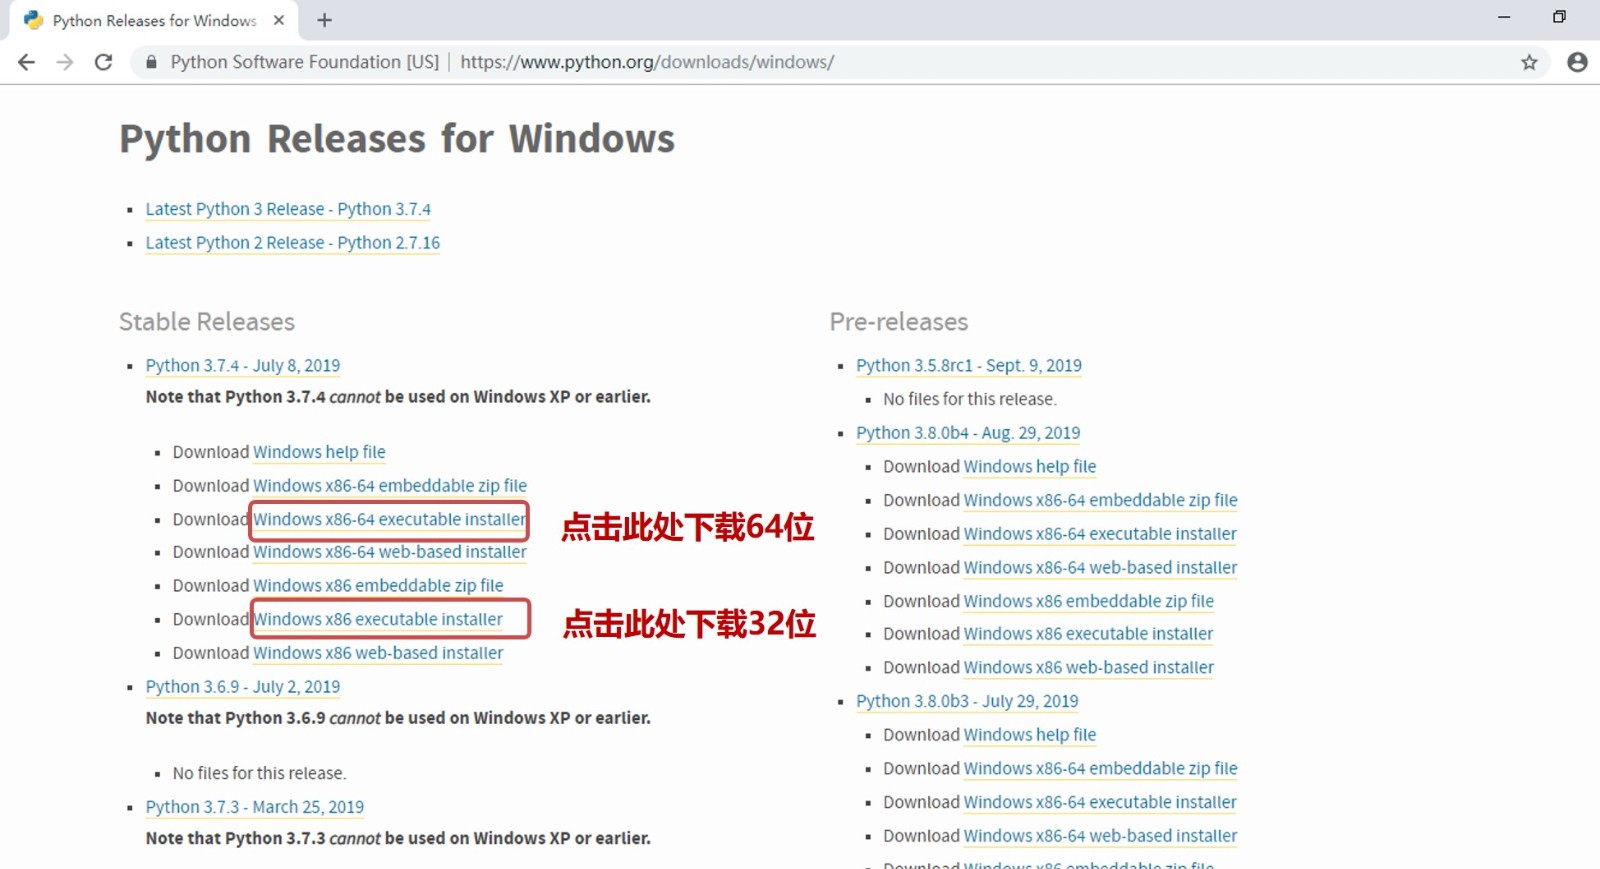 Python Releases for Windows
Python Software Foundation [US] | https://www.python.org/downloads/windows/
Python Releases for Windows
Latest Python 3 Release - Python 3.7.4
Latest Python 2 Release - Python 2.7.16
Stable Releases
Python 3.7.4 - July 8, 2019
Note that Python 3.7.4 cannot be used on Windows XP or earlier.
Download Windows help file
Download Windows x86-64 embeddable zip file
Download Windows x86-64 executable installer
点击此处下载64位
Download Windows x86-64 web-based installer
Download Windows x86 embeddable zip file
Download Windows x86 executable installer
点击此处下载32位
Download Windows x86 web-based installer
Python 3.6.9 - July 2, 2019
Note that Python 3.6.9 cannot be used on Windows XP or earlier.
No files for this release.
Python 3.7.3 - March 25, 2019
Note that Python 3.7.3 cannot be used on Windows XP or earlier.
Pre-releases
Python 3.5.8rc1 - Sept. 9, 2019
No files for this release.
Python 3.8.0b4 - Aug. 29, 2019
Download Windows help file
Download Windows x86-64 embeddable zip file
Download Windows x86-64 executable installer
Download Windows x86-64 web-based installer
Download Windows x86 embeddable zip file
Download Windows x86 executable installer
Download Windows x86 web-based installer
Python 3.8.0b3 - July 29, 2019
Download Windows help file
Download Windows x86-64 embeddable zip file
Download Windows x86-64 executable installer
Download Windows x86-64 web-based installer
Download Windows x86 embeddable zip file